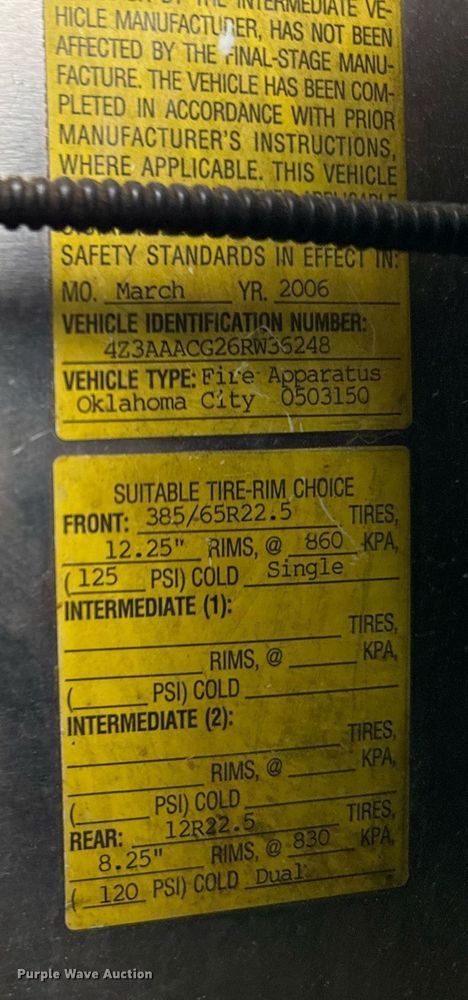 THE INTERMEDIATE VE-
HICLE MANUFACTURER, HAS NOT BEEN
AFFECTED BY THE FINAL-STAGE MANU-
FACTURE. THE VEHICLE HAS BEEN COM-
PLETED IN ACCORDANCE WITH PRIOR
MANUFACTURER'S INSTRUCTIONS,
WHERE APPLICABLE. THIS VEHICLE
SAFETY STANDARDS IN EFFECT IN:
MO. March YR. 2006
VEHICLE IDENTIFICATION NUMBER:
4Z3AAACG26RW36248
VEHICLE TYPE: Fire Apparatus
Oklahoma City 0503150
SUITABLE TIRE-RIM CHOICE
FRONT: 385/65R22.5 TIRES,
12.25" RIMS, @ 860 KPA,
(125 PSI) COLD Single
INTERMEDIATE (1):
TIRES,
RIMS, @ KPA,
( PSI) COLD
INTERMEDIATE (2):
TIRES,
RIMS, @ KPA,
( PSI) COLD
REAR: 12R22.5 TIRES,
8.25" RIMS, @ 830 KPA,
( 120 PSI) COLD Dual
Purple Wave Auction